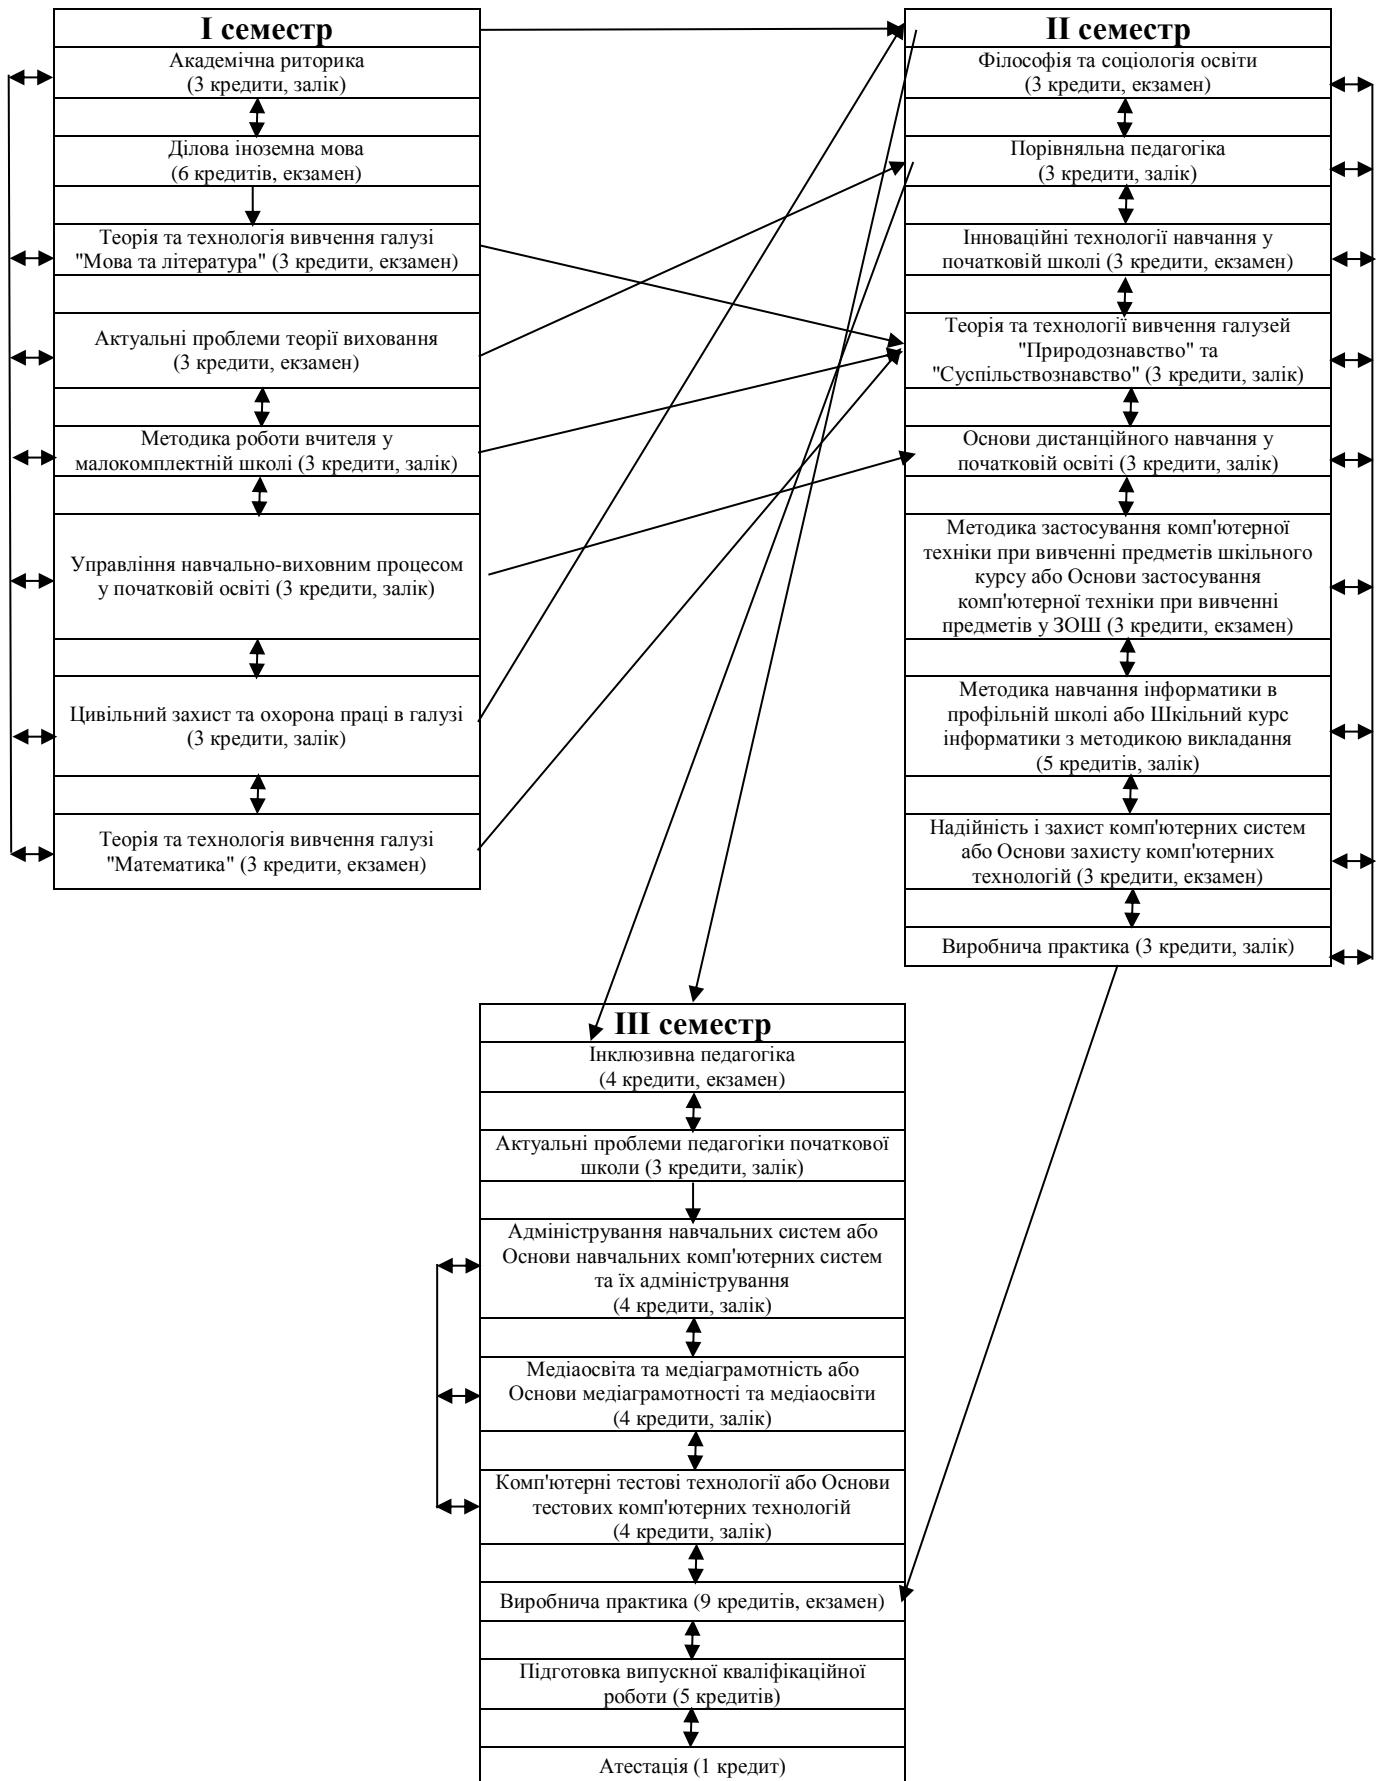 І семестр
Академічна риторика
(3 кредити, залік)
Ділова іноземна мова
(6 кредитів, екзамен)
Теорія та технологія вивчення галузі
"Мова та література" (3 кредити, екзамен)
Актуальні проблеми теорії виховання
(3 кредити, екзамен)
Методика роботи вчителя у
малокомплектній школі (3 кредити, залік)
Управління навчально-виховним процесом
у початковій освіті (3 кредити, залік)
Цивільний захист та охорона праці в галузі
(3 кредити, залік)
Теорія та технологія вивчення галузі
"Математика" (3 кредити, екзамен)
ІІ семестр
Філософія та соціологія освіти
(3 кредити, екзамен)
Порівняльна педагогіка
(3 кредити, залік)
Інноваційні технології навчання у
початковій школі (3 кредити, екзамен)
Теорія та технології вивчення галузей
"Природознавство" та
"Суспільствознавство" (3 кредити, залік)
Основи дистанційного навчання у
початковій освіті (3 кредити, залік)
Методика застосування комп'ютерної
техніки при вивченні предметів шкільного
курсу або Основи застосування
комп'ютерної техніки при вивченні
предметів у ЗОШ (3 кредити, екзамен)
Методика навчання інформатики в
профільній школі або Шкільний курс
інформатики з методикою викладання
(5 кредитів, залік)
Надійність і захист комп'ютерних систем
або Основи захисту комп'ютерних
технологій (3 кредити, екзамен)
Виробнича практика (3 кредити, залік)
ІІІ семестр
Інклюзивна педагогіка
(4 кредити, екзамен)
Актуальні проблеми педагогіки початкової
школи (3 кредити, залік)
Адміністрування навчальних систем або
Основи навчальних комп'ютерних систем
та їх адміністрування
(4 кредити, залік)
Медіаосвіта та медіаграмотність або
Основи медіаграмотності та медіаосвіти
(4 кредити, залік)
Комп'ютерні тестові технології або Основи
тестових комп'ютерних технологій
(4 кредити, залік)
Виробнича практика (9 кредитів, екзамен)
Підготовка випускної кваліфікаційної
роботи (5 кредитів)
Атестація (1 кредит)